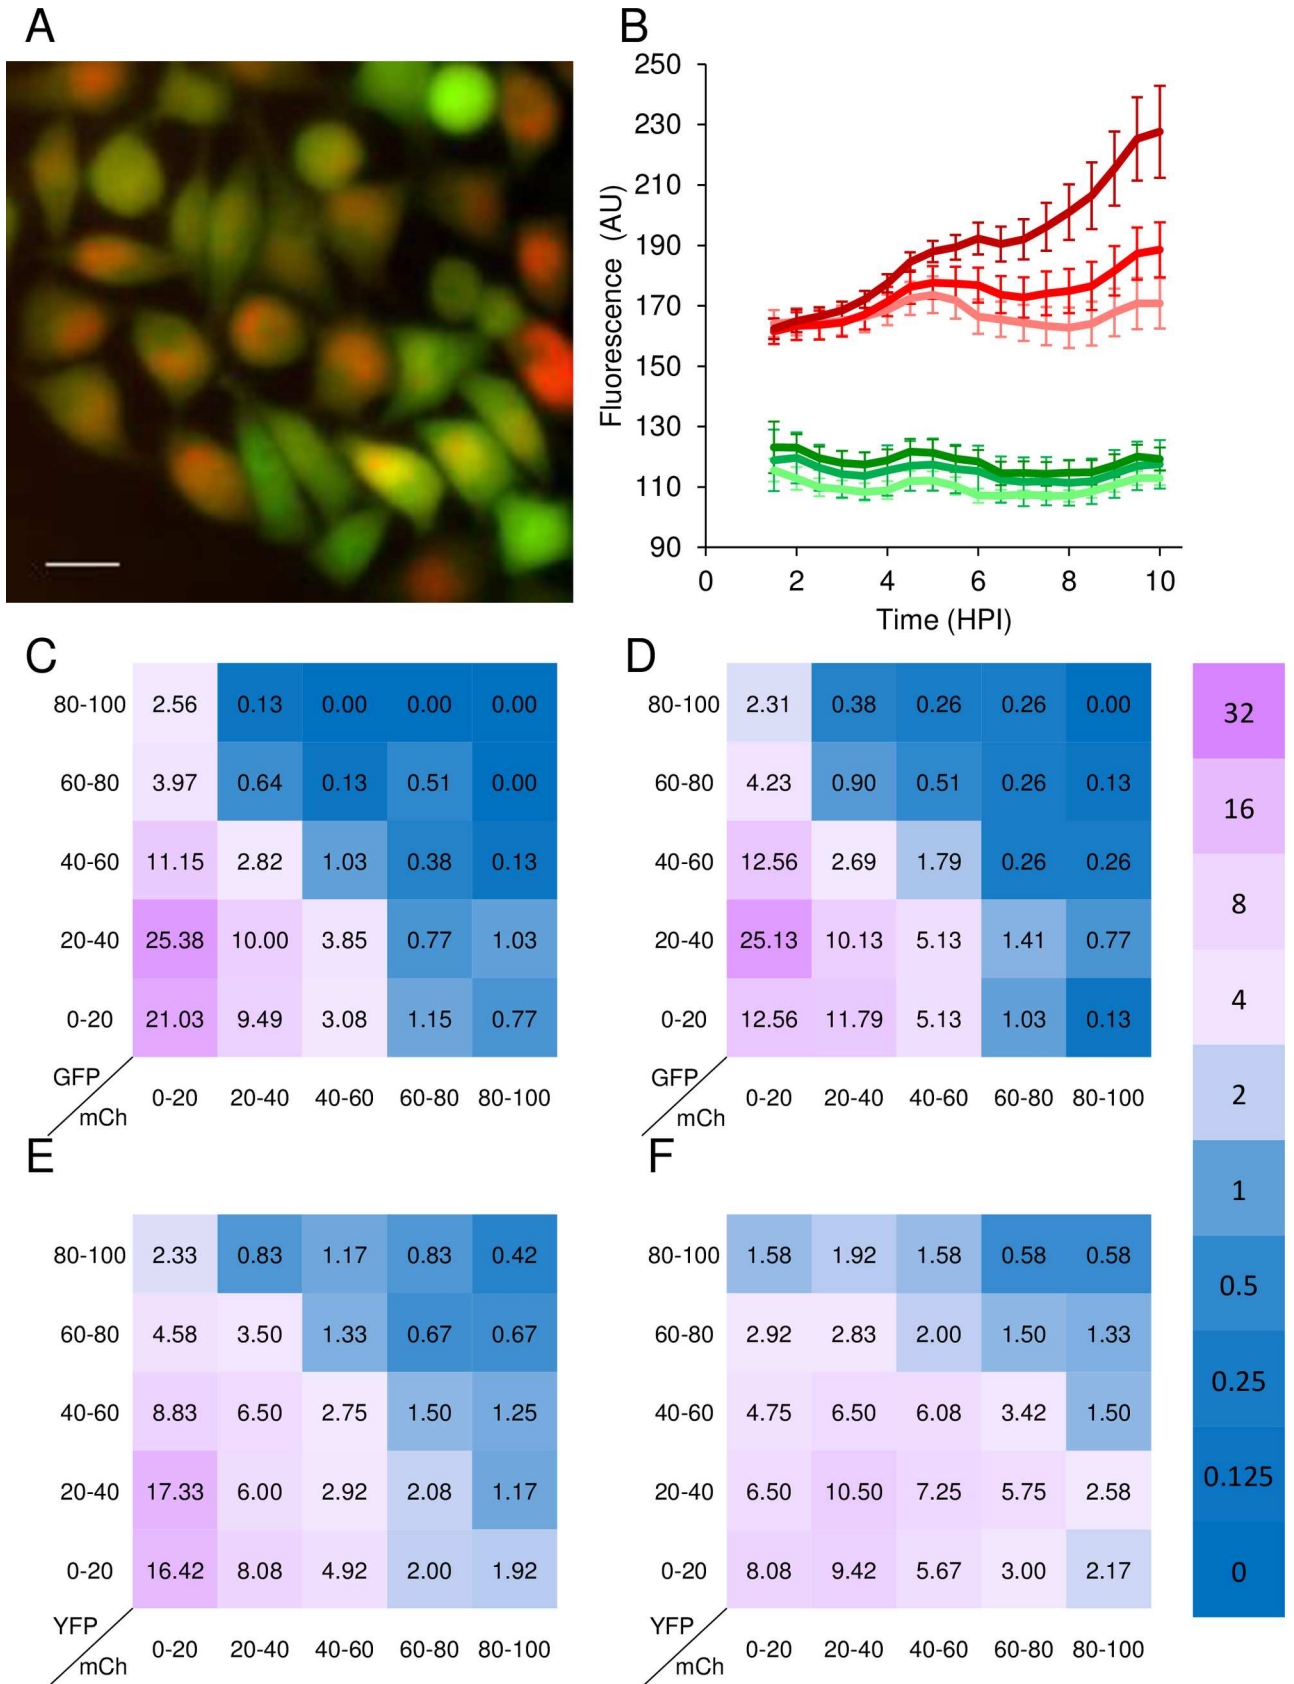 A
B
250
230
210
190
170
150
130
110
90
Fluorescence (AU)
0 2 4 6 8 10
Time (HPI)
C
80-100 2.56 0.13 0.00 0.00 0.00
60-80 3.97 0.64 0.13 0.51 0.00
40-60 11.15 2.82 1.03 0.38 0.13
20-40 25.38 10.00 3.85 0.77 1.03
0-20 21.03 9.49 3.08 1.15 0.77
GFP
mCh
0-20 20-40 40-60 60-80 80-100
D
80-100 2.31 0.38 0.26 0.26 0.00
60-80 4.23 0.90 0.51 0.26 0.13
40-60 12.56 2.69 1.79 0.26 0.26
20-40 25.13 10.13 5.13 1.41 0.77
0-20 12.56 11.79 5.13 1.03 0.13
GFP
mCh
0-20 20-40 40-60 60-80 80-100
32
16
8
4
2
1
0.5
0.25
0.125
0
E
80-100 2.33 0.83 1.17 0.83 0.42
60-80 4.58 3.50 1.33 0.67 0.67
40-60 8.83 6.50 2.75 1.50 1.25
20-40 17.33 6.00 2.92 2.08 1.17
0-20 16.42 8.08 4.92 2.00 1.92
YFP
mCh
0-20 20-40 40-60 60-80 80-100
F
80-100 1.58 1.92 1.58 0.58 0.58
60-80 2.92 2.83 2.00 1.50 1.33
40-60 4.75 6.50 6.08 3.42 1.50
20-40 6.50 10.50 7.25 5.75 2.58
0-20 8.08 9.42 5.67 3.00 2.17
YFP
mCh
0-20 20-40 40-60 60-80 80-100